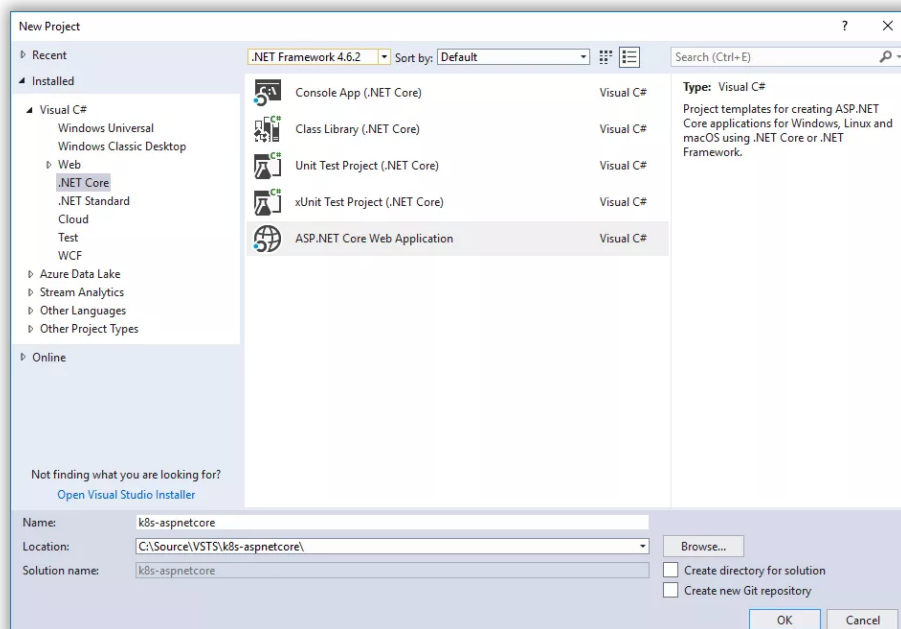 New Project
?
Recent
.NET Framework 4.6.2
Sort by:
Default
Search (Ctrl+E)
Installed
Visual C#
Windows Universal
Windows Classic Desktop
Web
.NET Core
.NET Standard
Cloud
Test
WCF
Azure Data Lake
Stream Analytics
Other Languages
Other Project Types
Online
Not finding what you are looking for?
Open Visual Studio Installer
Console App (.NET Core)
Visual C#
Class Library (.NET Core)
Visual C#
Unit Test Project (.NET Core)
Visual C#
xUnit Test Project (.NET Core)
Visual C#
ASP.NET Core Web Application
Visual C#
Type: Visual C#
Project templates for creating ASP.NET
Core applications for Windows, Linux and
macOS using .NET Core or .NET
Framework.
Name:
k8s-aspnetcore
Location:
C:\Source\VSTS\k8s-aspnetcore\
Browse...
Solution name:
k8s-aspnetcore
Create directory for solution
Create new Git repository
OK
Cancel